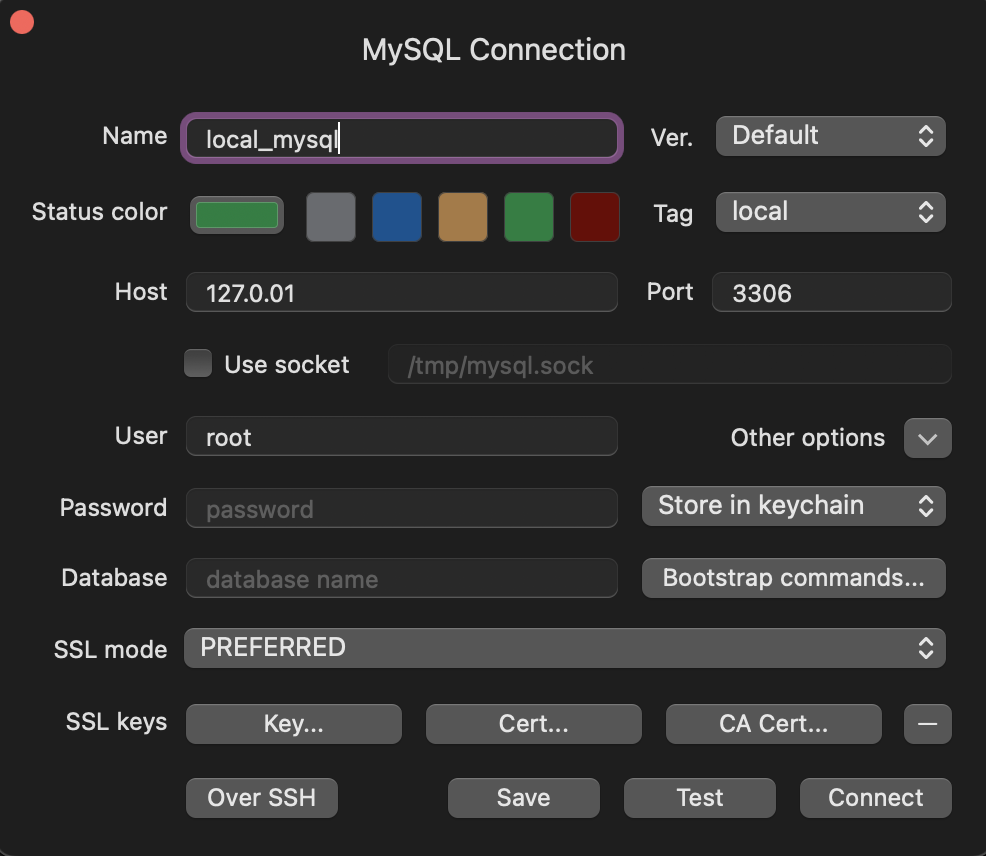 MySQL Connection
Name local_mysql Ver. Default
Status color Tag local
Host 127.0.01 Port 3306
Use socket /tmp/mysql.sock
User root Other options
Password password Store in keychain
Database database name Bootstrap commands...
SSL mode PREFERRED
SSL keys Key... Cert... CA Cert...
Over SSH Save Test Connect